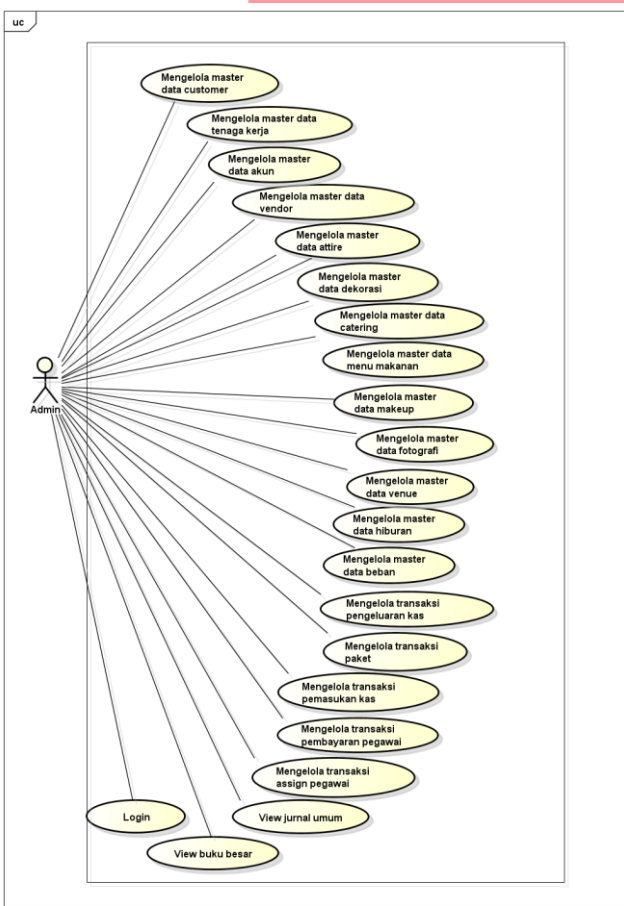 uc
Mengelola master
data customer
Mengelola master data
tenaga kerja
Mengelola master
data akun
Mengelola master data
vendor
Mengelola master
data attire
Mengelola master
data dekorasi
Mengelola master data
catering
Mengelola master data
menu makanan
Admin
Mengelola master
data makeup
Mengelola master
data fotografi
Mengelola master
data venue
Mengelola master
data hiburan
Mengelola master
data beban
Mengelola transaksi
pengeluaran kas
Mengelola transaksi
paket
Mengelola transaksi
pemasukan kas
Mengelola transaksi
pembayaran pegawai
Mengelola transaksi
assign pegawai
Login
View jurnal umum
View buku besar